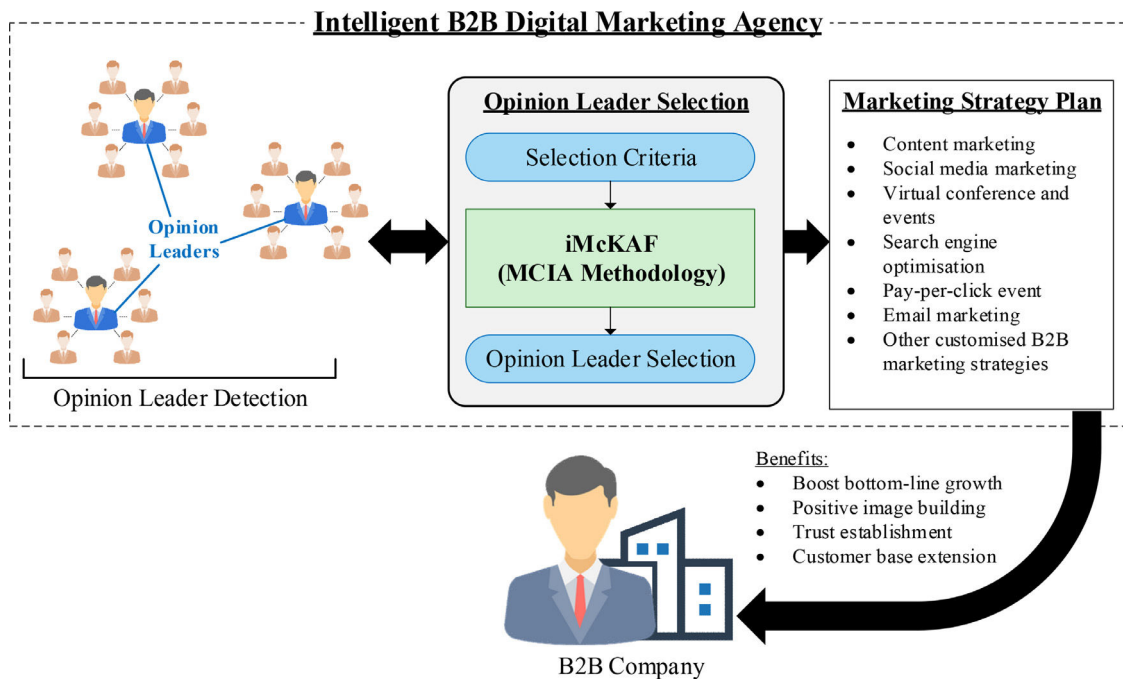 Intelligent B2B Digital Marketing Agency
Opinion
Leaders
Opinion Leader Detection
Opinion Leader Selection
Selection Criteria
iMcKAF
(MCIA Methodology)
Opinion Leader Selection
Marketing Strategy Plan
• Content marketing
• Social media marketing
• Virtual conference and
events
• Search engine
optimisation
• Pay-per-click event
• Email marketing
• Other customised B2B
marketing strategies
Benefits:
• Boost bottom-line growth
• Positive image building
• Trust establishment
• Customer base extension
B2B Company